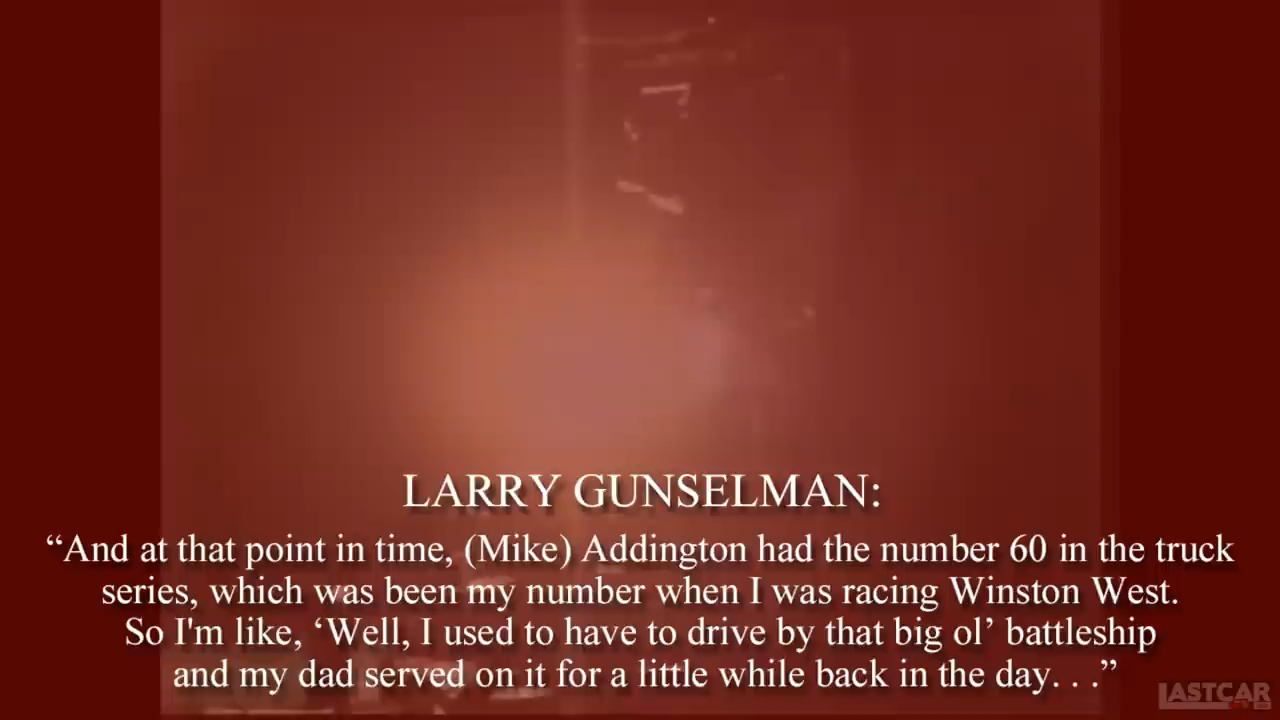 LARRY GUNSELMAN:
“And at that point in time, (Mike) Addington had the number 60 in the truck
series, which was been my number when I was racing Winston West.
So I'm like, ‘Well, I used to have to drive by that big ol’ battleship
and my dad served on it for a little while back in the day. . .”
LASTCAR